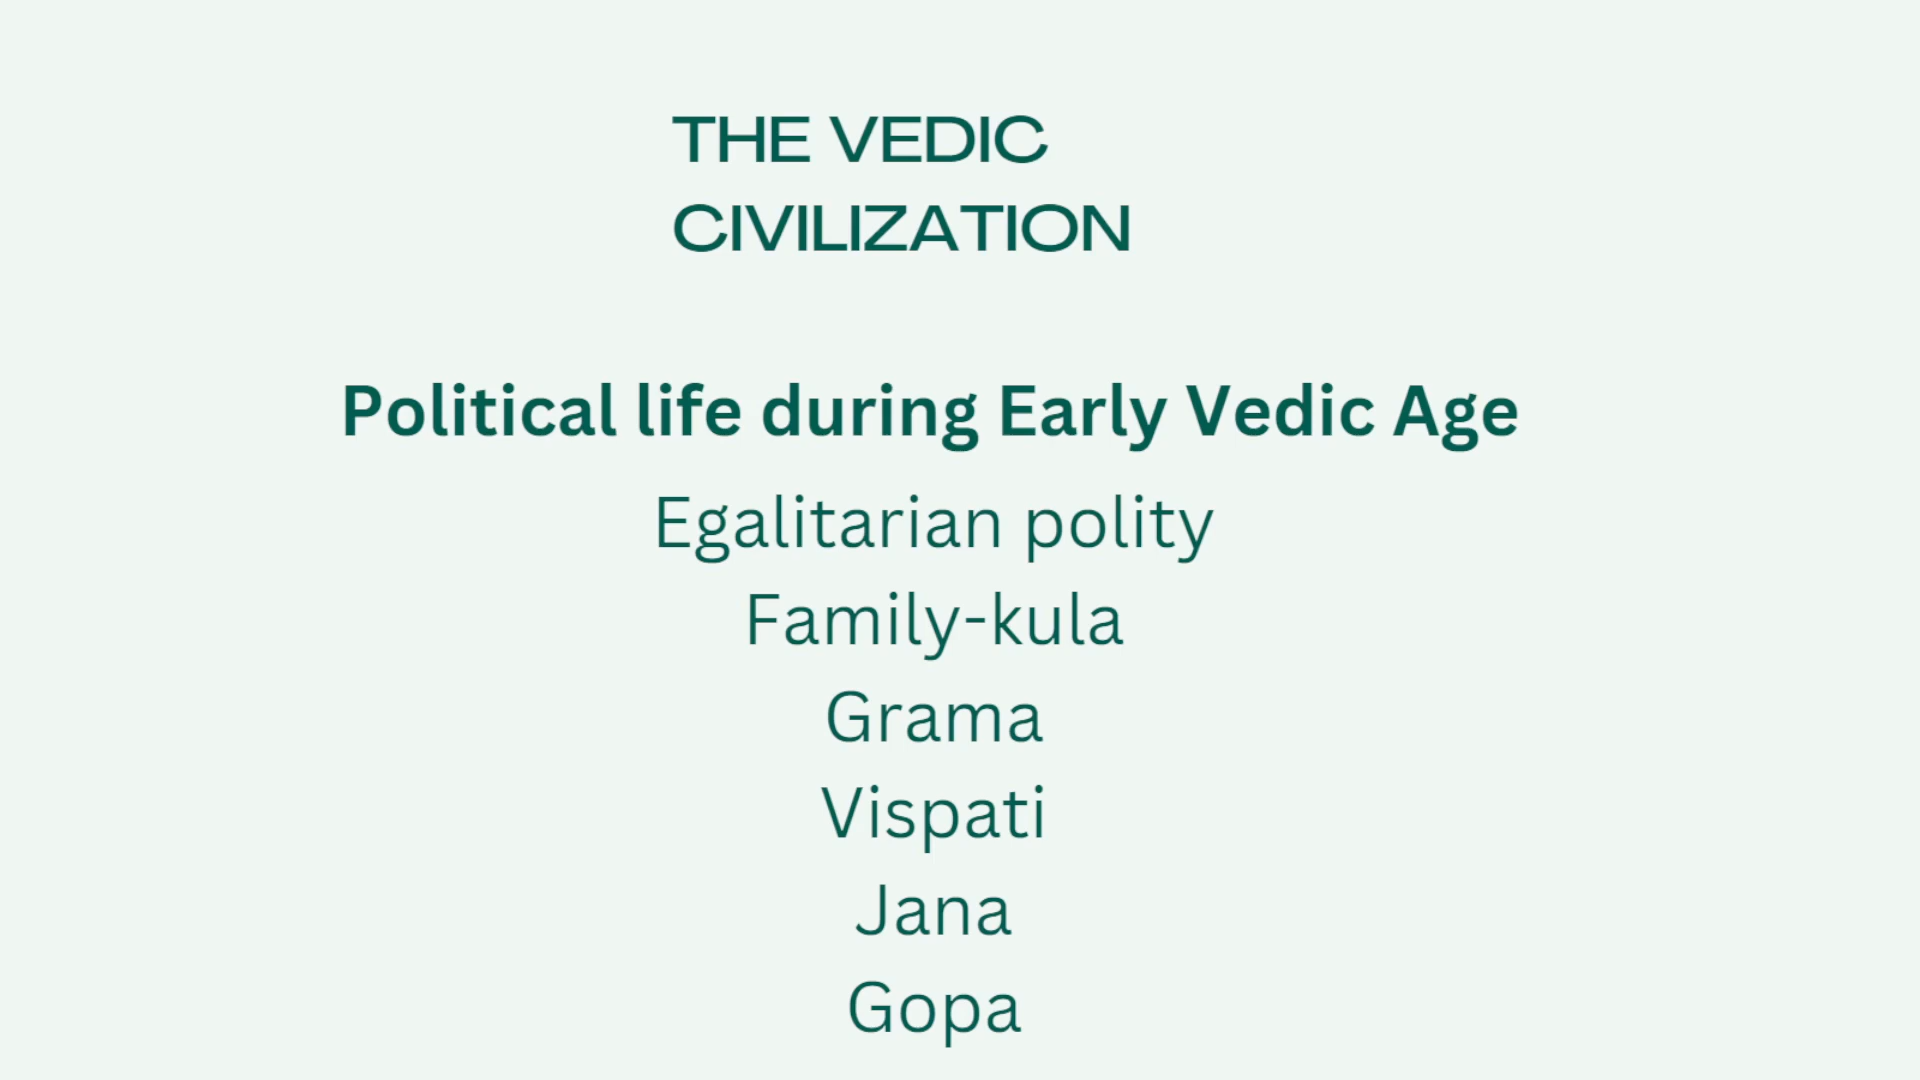 THE VEDIC
CIVILIZATION
Political life during Early Vedic Age
Egalitarian polity
Family-kula
Grama
Vispati
Jana
Gopa